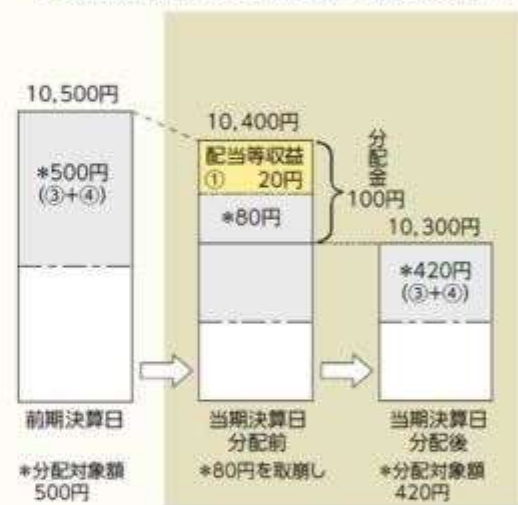 10,500円
*500円
(③+④)
前期決算日
*分配対象額
500円
10,400円
配当等収益
① 20円
*80円
分配金
100円
当期決算日
分配前
*80円を取崩し
10,300円
*420円
(③+④)
当期決算日
分配後
*分配対象額
420円